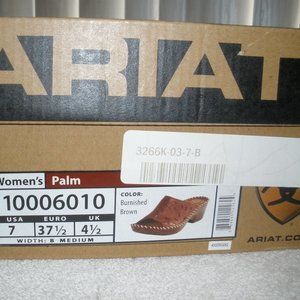 ARIAT
3266K-03-7-B
Women's Palm
10006010
COLOR:
Burnished
Brown
USA EURO UK
7 37½ 4½
WIDTH: B MEDIUM
ARIAT.CO